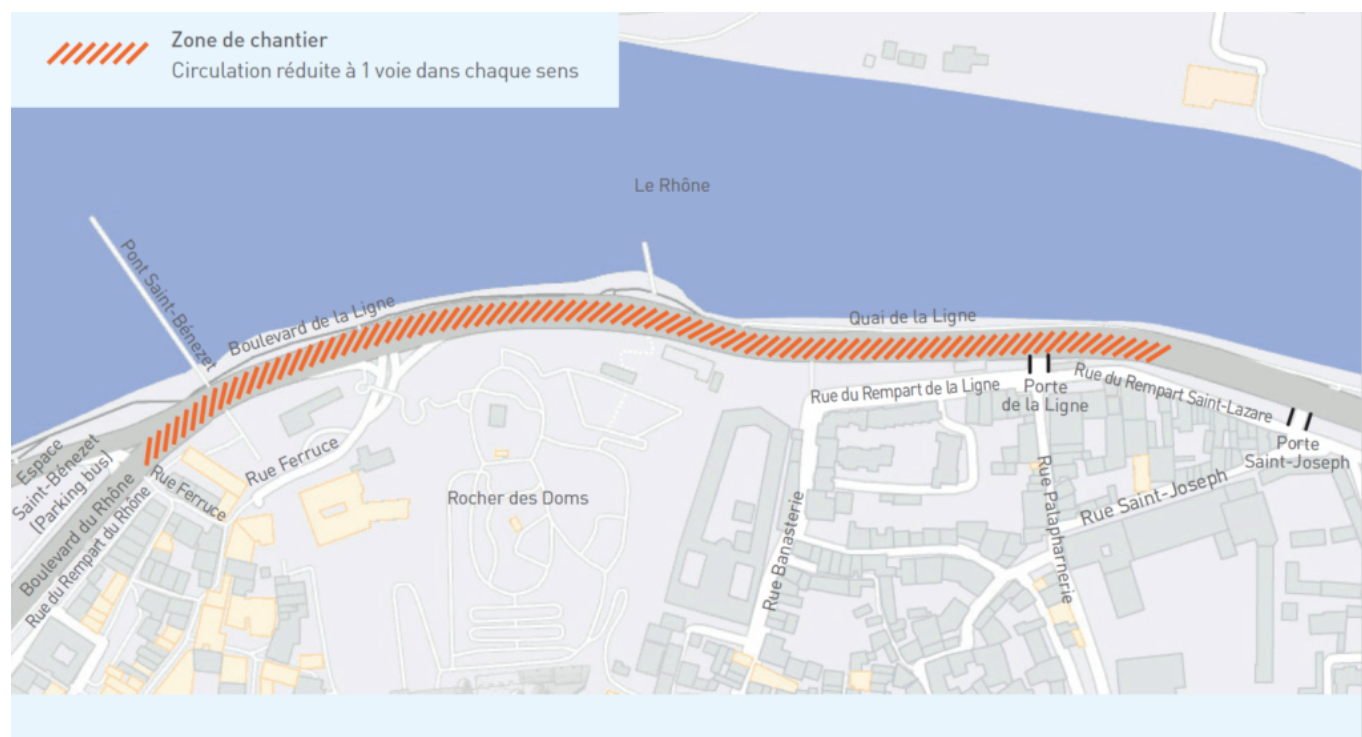 Zone de chantier
Circulation réduite à 1 voie dans chaque sens
Le Rhône
Pont Saint-Bénezet
Boulevard de la Ligne
Quai de la Ligne
Rue du Rempart de la Ligne
Porte
de la Ligne
Rue du Rempart Saint-Lazare
Porte
Saint-Joseph
Espace
Saint-Bénezet
(Parking bus)
Boulevard du Rhône
Rue du Rempart du Rhône
Rue Ferruce
Rue Ferruce
Rocher des Doms
Rue Banasterie
Rue Patapharnerie
Rue Saint-Joseph